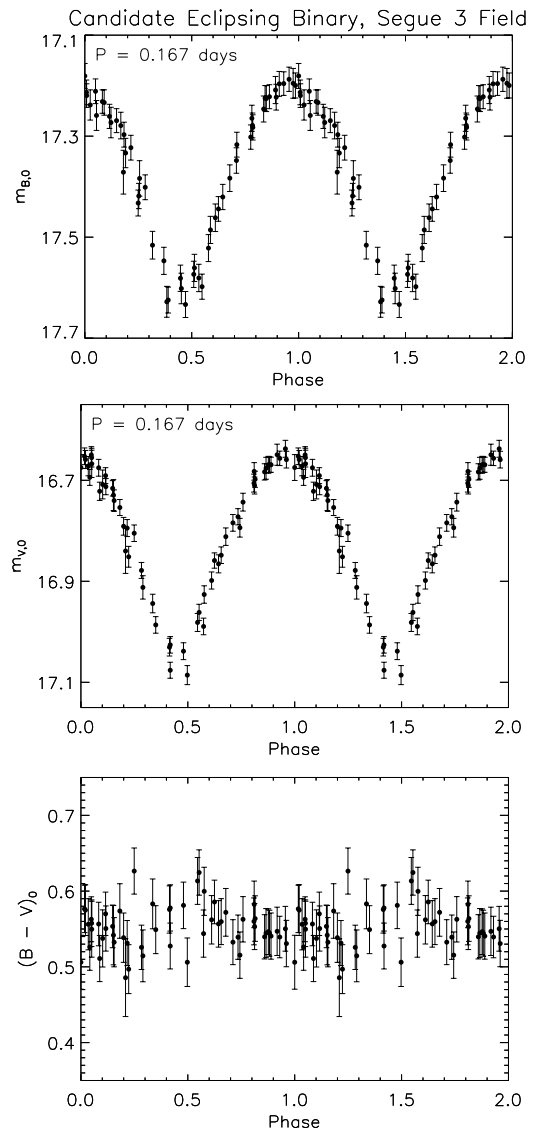 Candidate Eclipsing Binary, Segue 3 Field
17.1
P = 0.167 days
17.3
m_B,0
17.5
17.7
0.0 0.5 1.0 1.5 2.0
Phase
P = 0.167 days
16.7
m_V,0
16.9
17.1
0.0 0.5 1.0 1.5 2.0
Phase
0.7
0.6
(B − V)_0
0.5
0.4
0.0 0.5 1.0 1.5 2.0
Phase